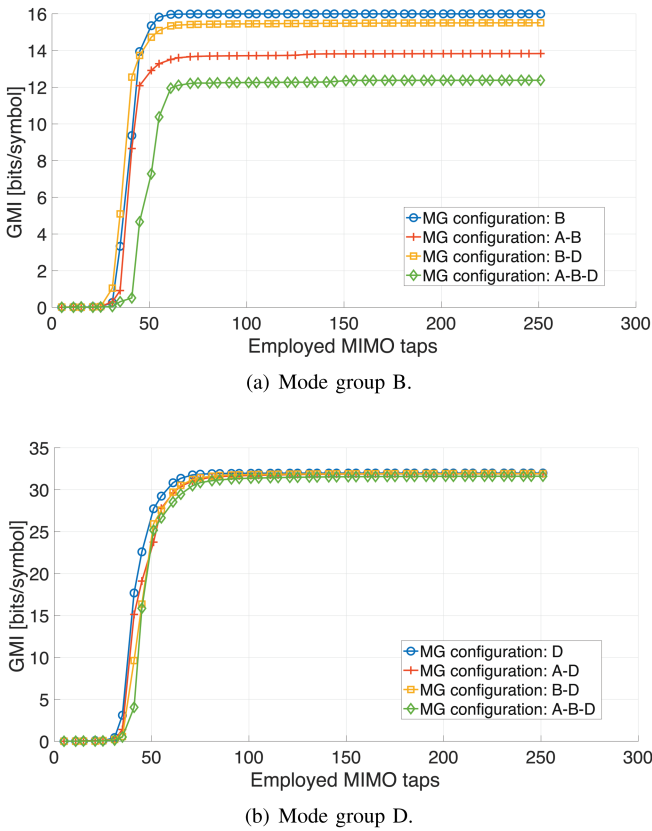 16
14
12
10
8
6
4
2
0
GMI [bits/symbol]
MG configuration: B
MG configuration: A-B
MG configuration: B-D
MG configuration: A-B-D
0 50 100 150 200 250 300
Employed MIMO taps
(a) Mode group B.
35
30
25
20
15
10
5
0
GMI [bits/symbol]
MG configuration: D
MG configuration: A-D
MG configuration: B-D
MG configuration: A-B-D
0 50 100 150 200 250 300
Employed MIMO taps
(b) Mode group D.